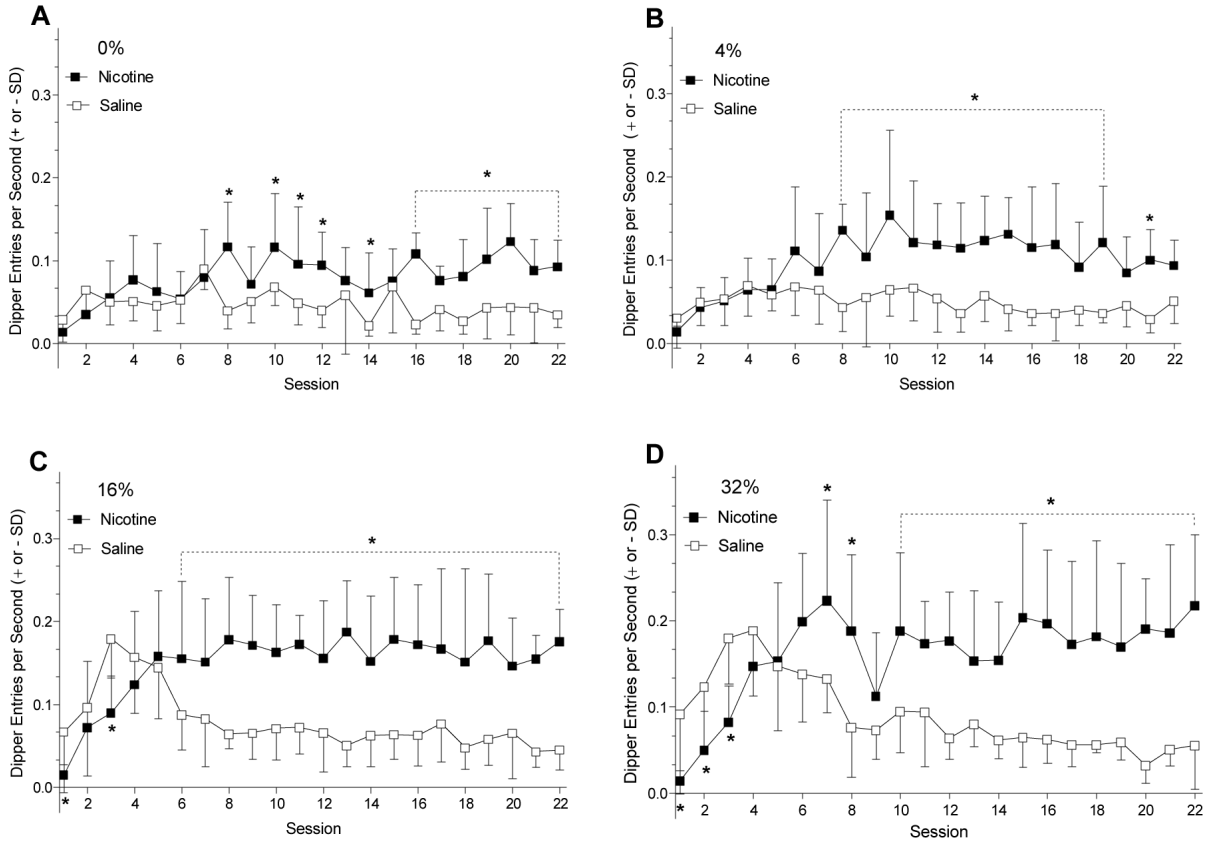 A
0%
Nicotine
Saline
Dipper Entries per Second (+ or - SD)
0.3
0.2
0.1
0.0
* * * * * *
2 4 6 8 10 12 14 16 18 20 22
Session
B
4%
Nicotine
Saline
Dipper Entries per Second ( + or - SD)
0.3
0.2
0.1
0.0
* *
2 4 6 8 10 12 14 16 18 20 22
Session
C
16%
Nicotine
Saline
Dipper Entries per Second (+ or - SD)
0.3
0.2
0.1
0.0
* * *
2 4 6 8 10 12 14 16 18 20 22
Session
D
32%
Nicotine
Saline
Dipper Entries per Second (+ or - SD)
0.3
0.2
0.1
0.0
* * * * * *
2 4 6 8 10 12 14 16 18 20 22
Session